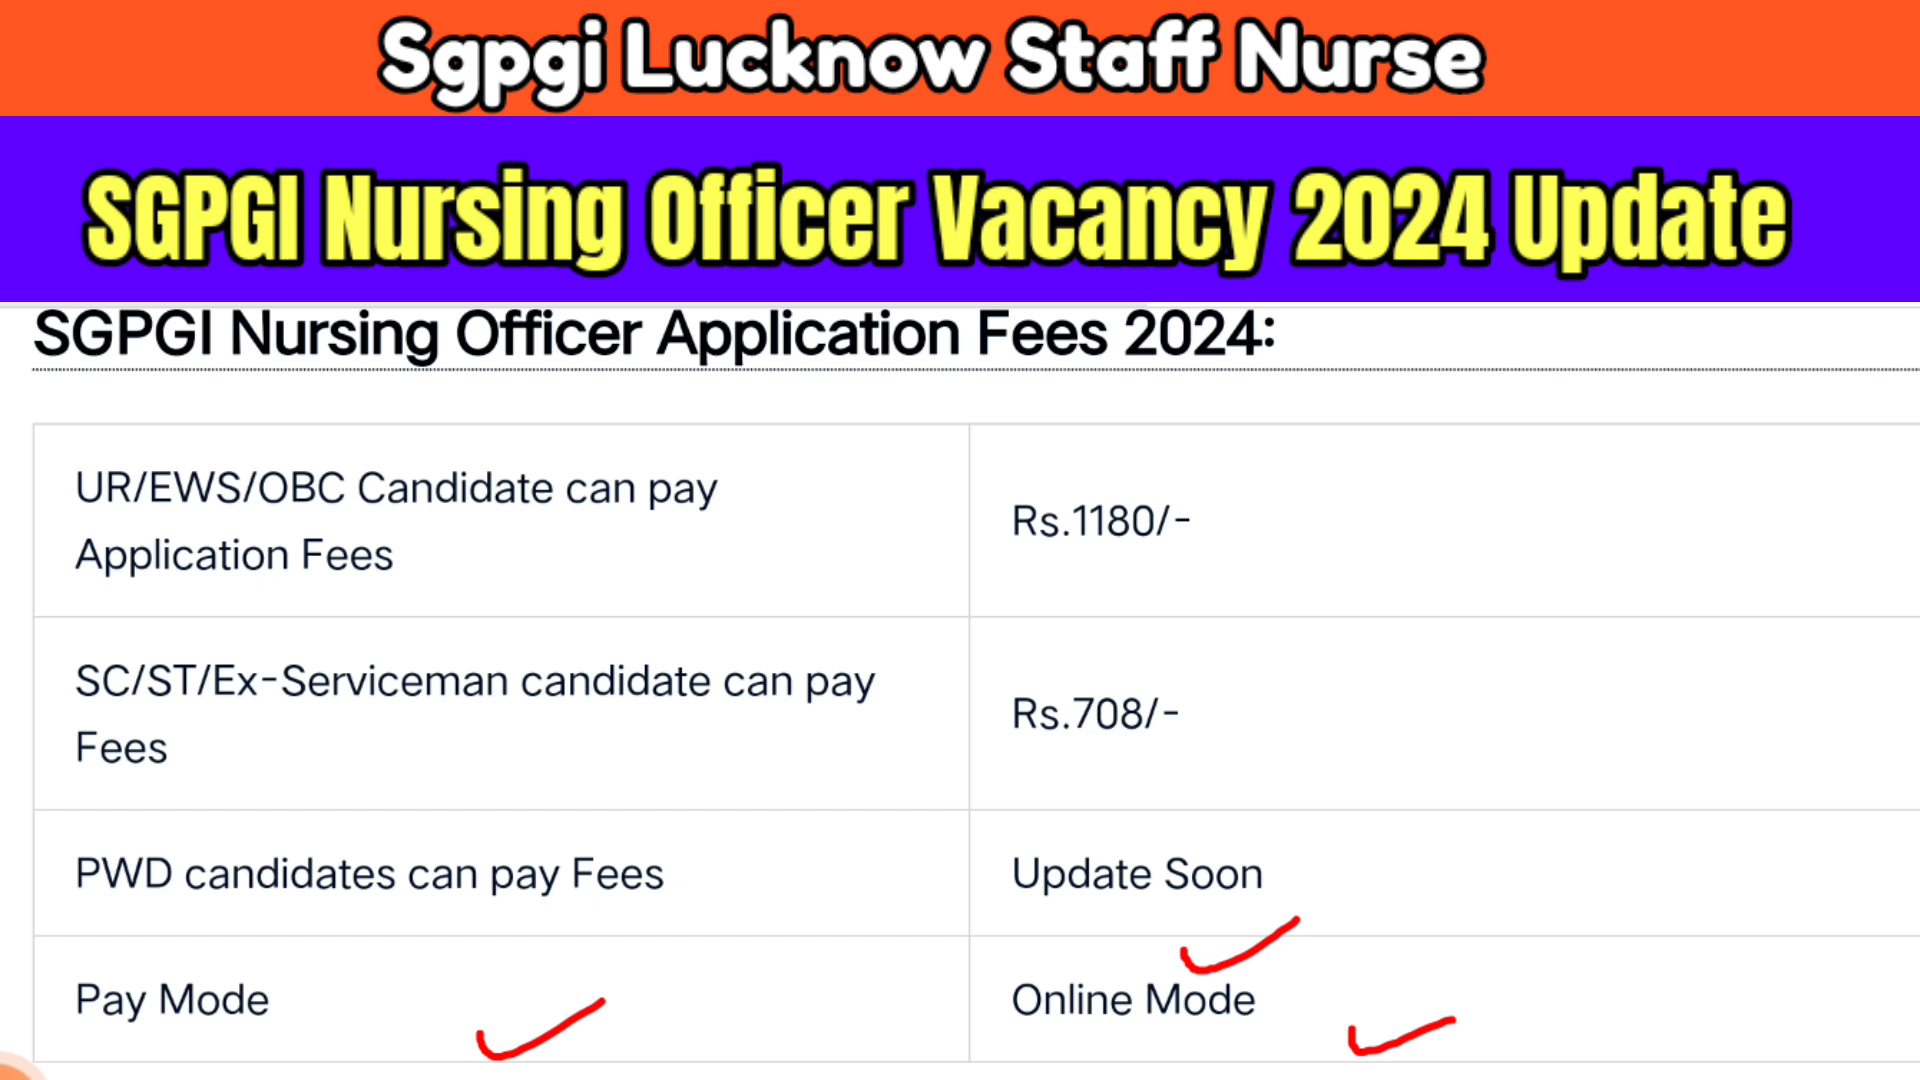 Sgpgi Lucknow Staff Nurse
SGPGI Nursing Officer Vacancy 2024 Update
SGPGI Nursing Officer Application Fees 2024:
UR/EWS/OBC Candidate can pay
Application Fees
Rs.1180/-
SC/ST/Ex-Serviceman candidate can pay
Fees
Rs.708/-
PWD candidates can pay Fees
Update Soon
Pay Mode
Online Mode